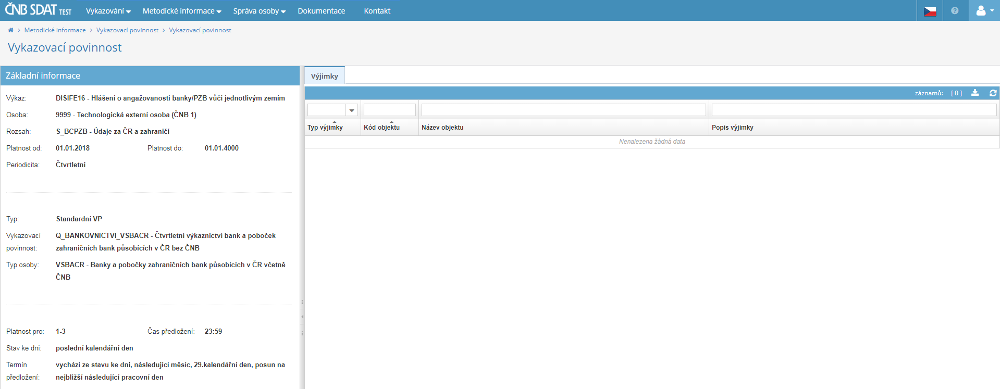 ČNB SDAT TEST Vykazování Metodické informace Správa osoby Dokumentace Kontakt ?
Metodické informace > Vykazovací povinnost > Vykazovací povinnost
Vykazovací povinnost
Základní informace
Výkaz: DISIFE16 - Hlášení o angažovanosti banky/PZB vůči jednotlivým zemím
Osoba: 9999 - Technologická externí osoba (ČNB 1)
Rozsah: S_BCPZB - Údaje za ČR a zahraničí
Platnost od: 01.01.2018 Platnost do: 01.01.4000
Periodicita: Čtvrtletní
Typ: Standardní VP
Vykazovací povinnost: Q_BANKOVNICTVI_VSBACR - Čtvrtletní výkaznictví bank a poboček
zahraničních bank působících v ČR bez ČNB
Typ osoby: VSBACR - Banky a pobočky zahraničních bank působících v ČR včetně
ČNB
Platnost pro: 1-3 Čas předložení: 23:59
Stav ke dni: poslední kalendářní den
Termín předložení: vychází ze stavu ke dni, následující měsíc, 29.kalendářní den, posun na
nejbližší následující pracovní den
Výjimky
záznamů: [ 0 ]
Typ výjimky Kód objektu Název objektu Popis výjimky
Nenalezena žádná data